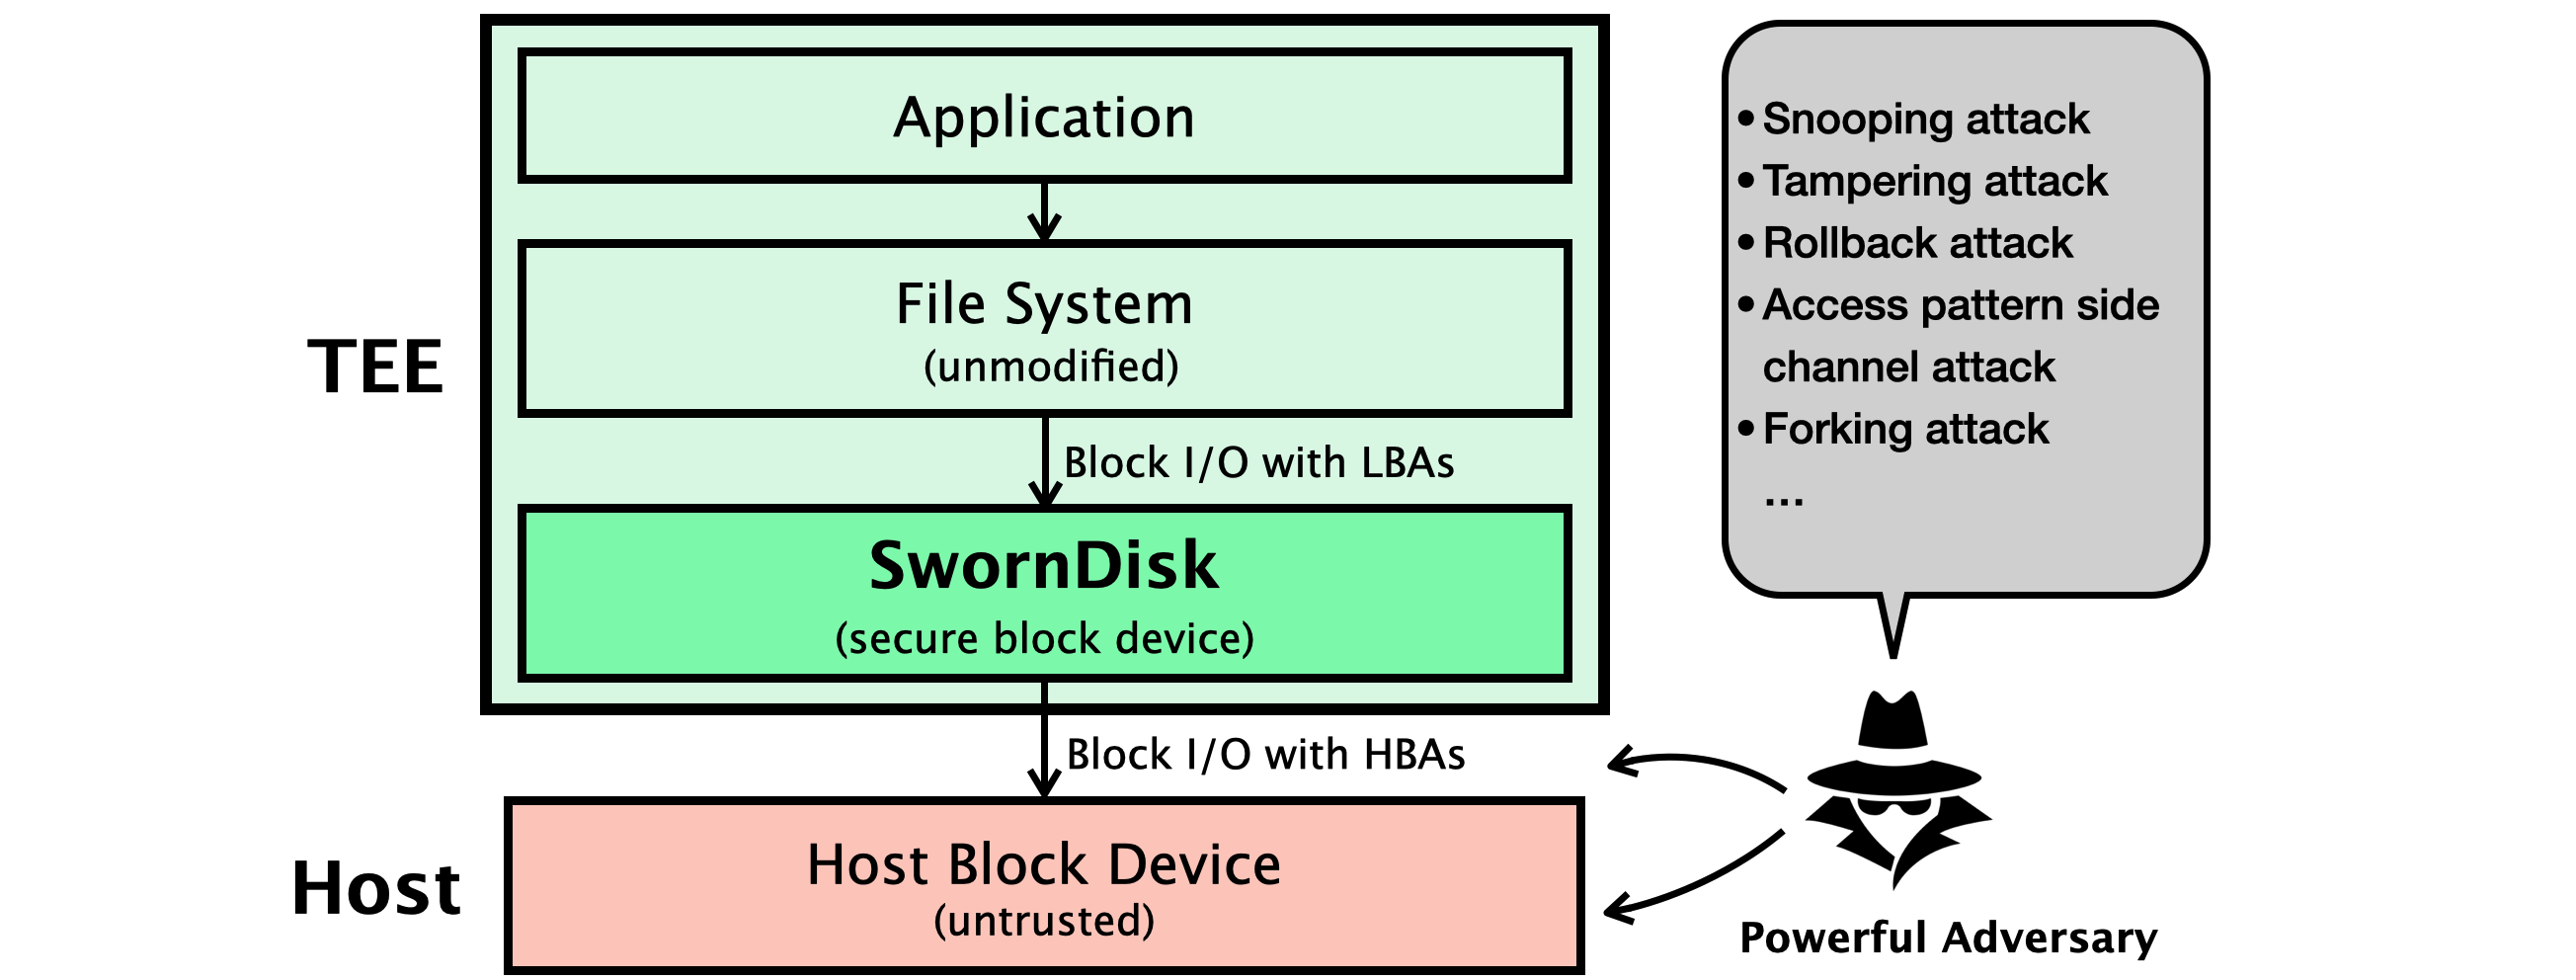 Application
File System
(unmodified)
TEE
Block I/O with LBAs
SwornDisk
(secure block device)
Block I/O with HBAs
Host
Host Block Device
(untrusted)
• Snooping attack
• Tampering attack
• Rollback attack
• Access pattern side
channel attack
• Forking attack
...
Powerful Adversary